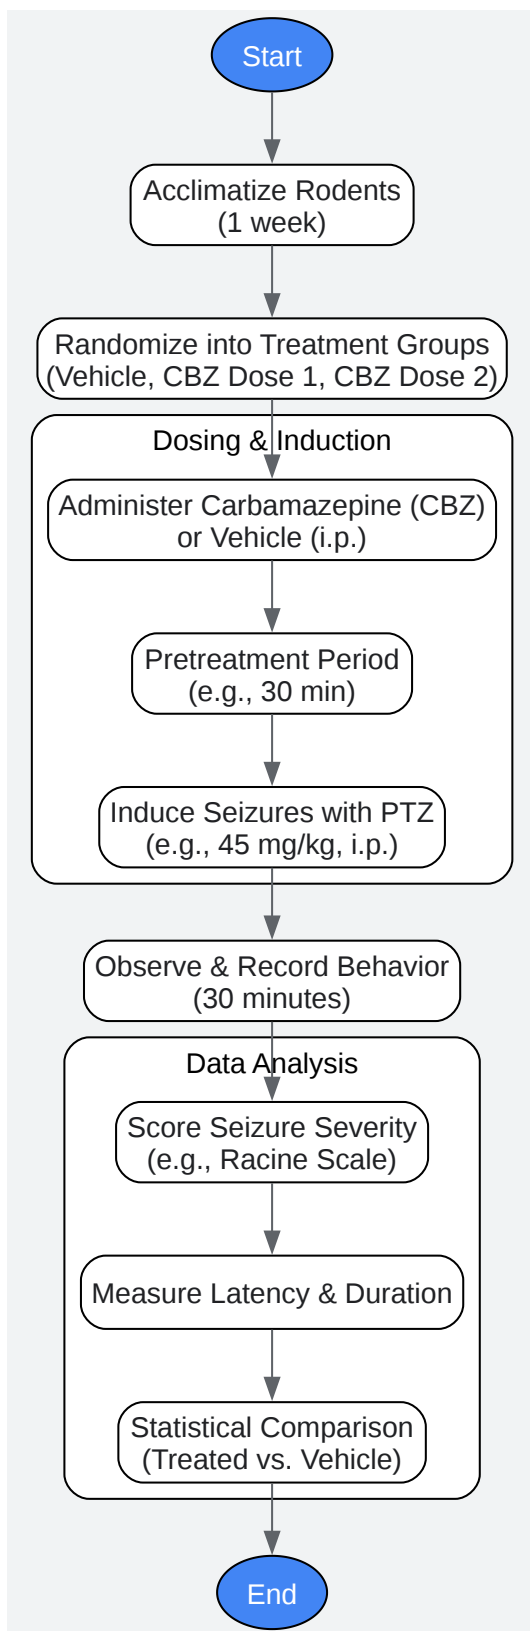 Start
Acclimatize Rodents
(1 week)
Randomize into Treatment Groups
(Vehicle, CBZ Dose 1, CBZ Dose 2)
Dosing & Induction
Administer Carbamazepine (CBZ)
or Vehicle (i.p.)
Pretreatment Period
(e.g., 30 min)
Induce Seizures with PTZ
(e.g., 45 mg/kg, i.p.)
Observe & Record Behavior
(30 minutes)
Data Analysis
Score Seizure Severity
(e.g., Racine Scale)
Measure Latency & Duration
Statistical Comparison
(Treated vs. Vehicle)
End